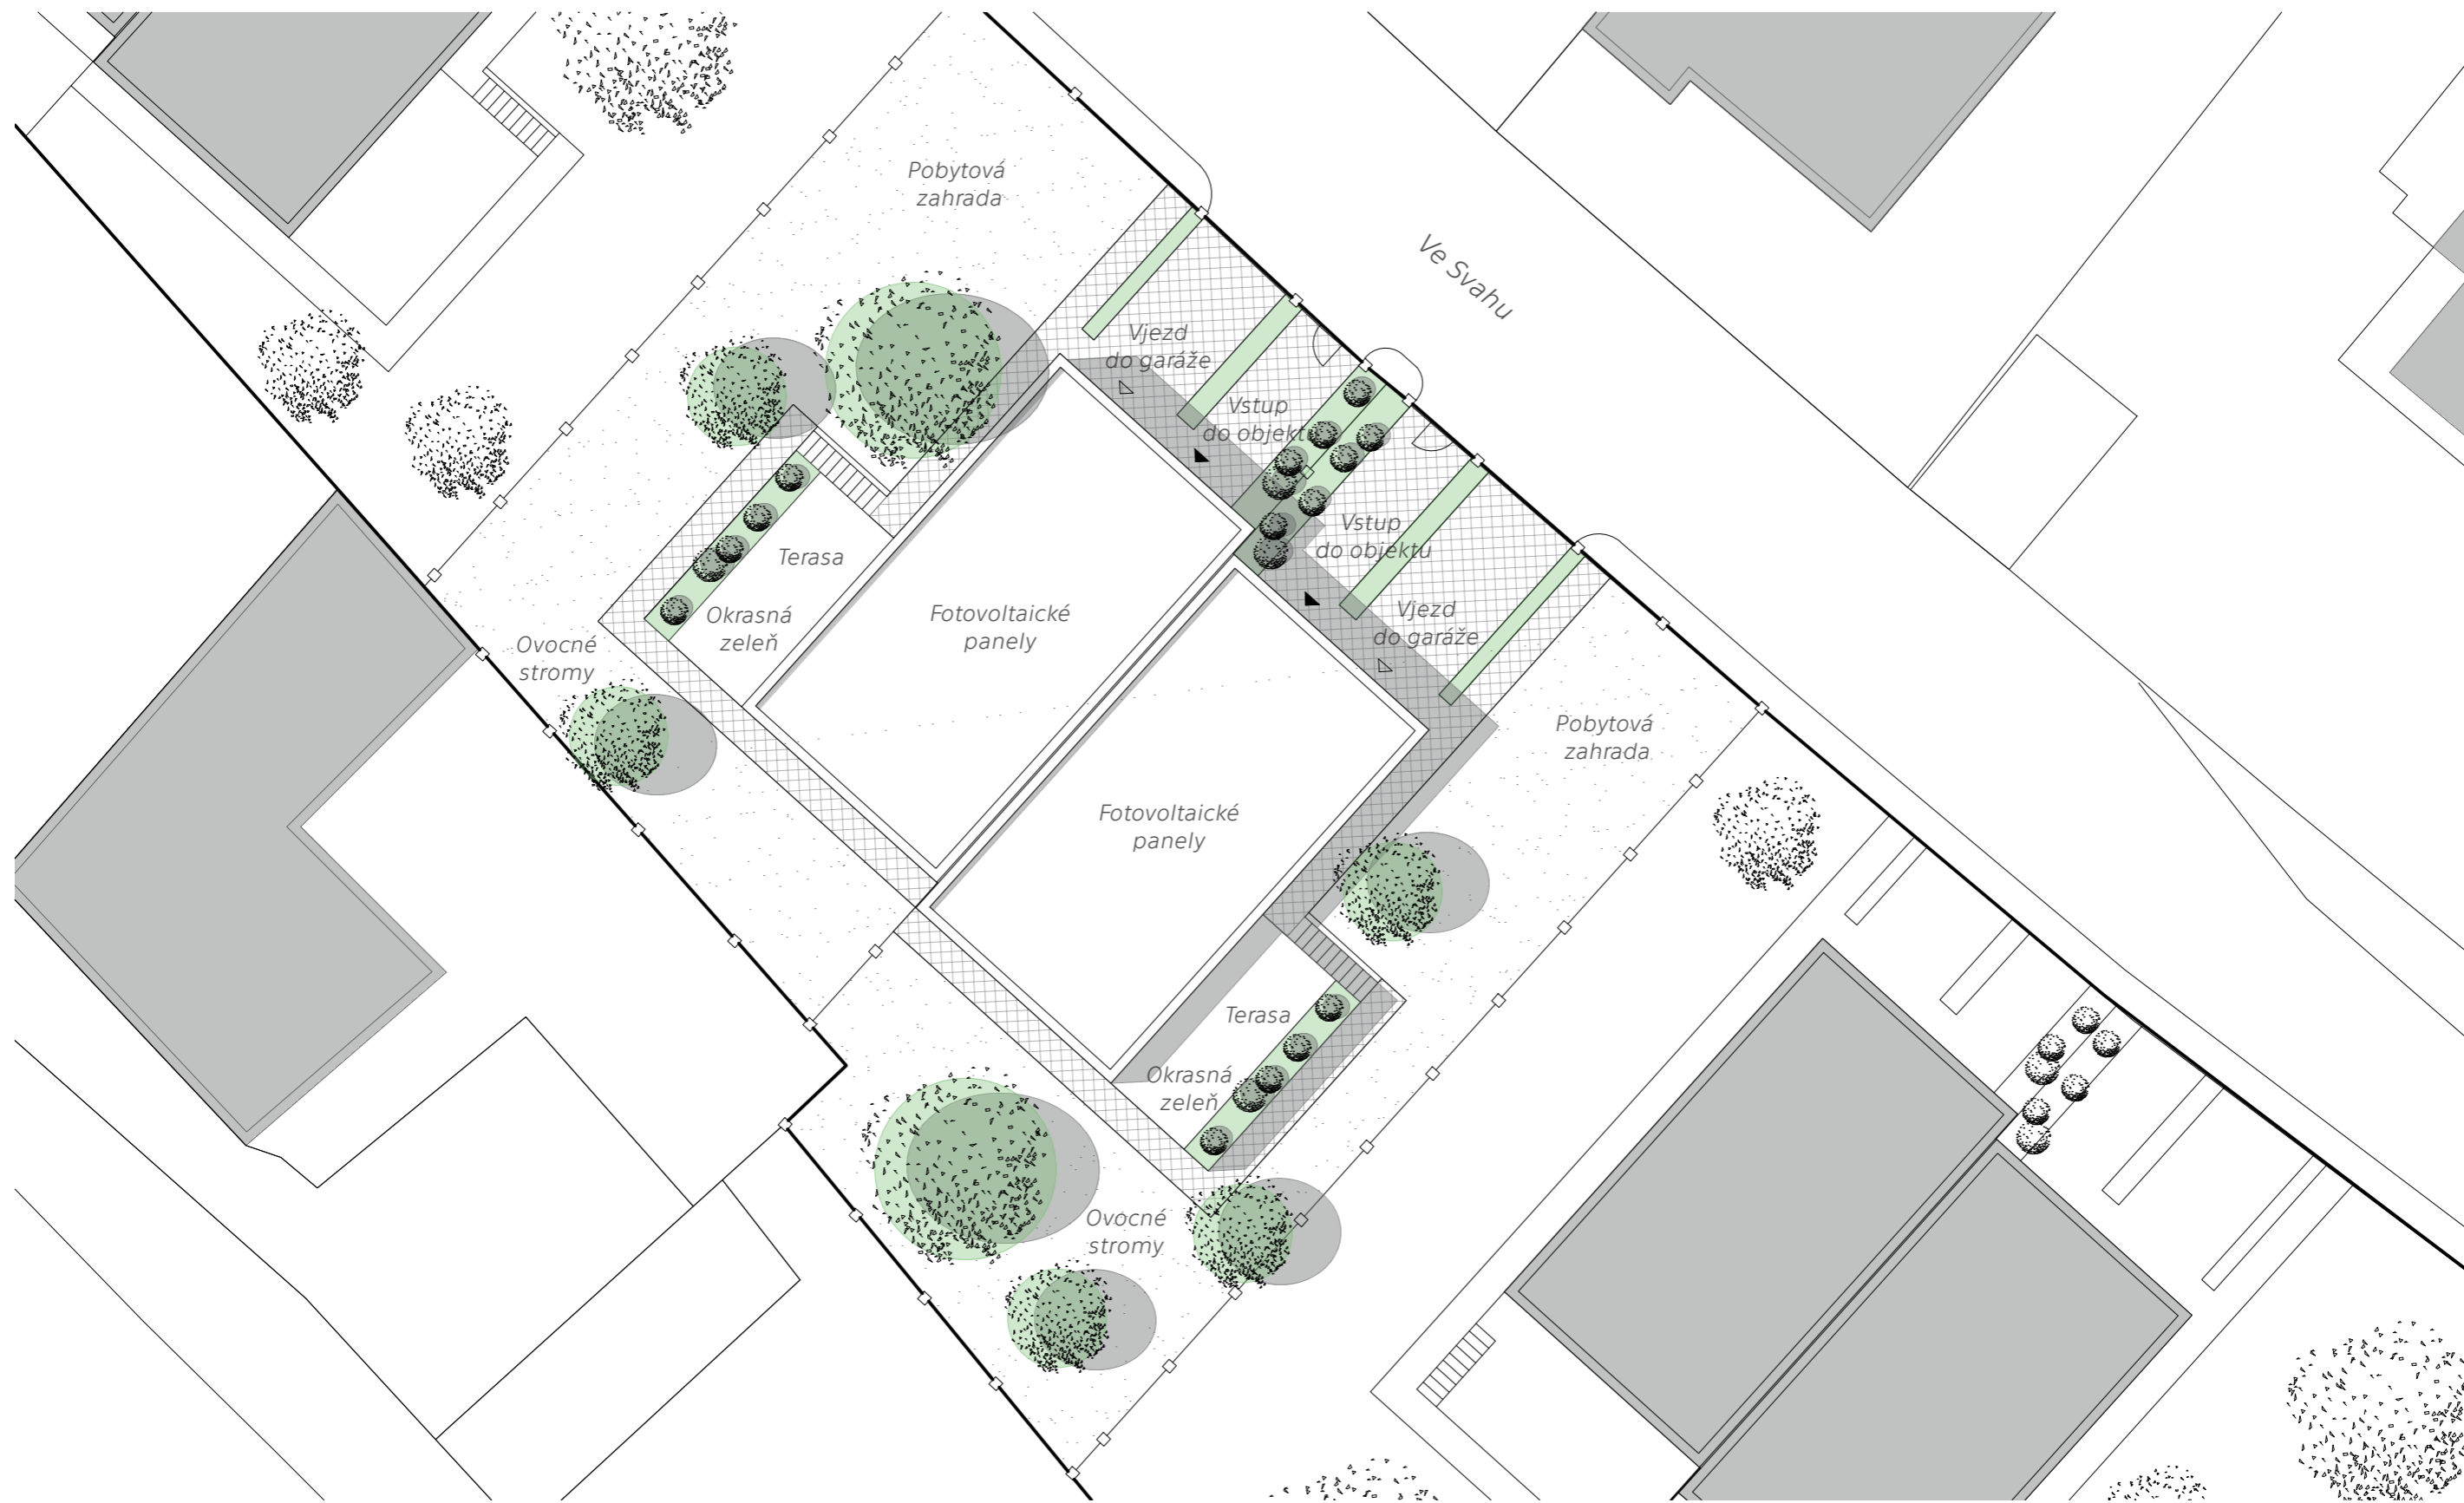 Pobytová
zahrada
Ve Svahu
Vjezd
do garáže
Vstup
do objektu
Vstup
do objektu
Vjezd
do garáže
Terasa
Okrasná
zeleň
Fotovoltaické
panely
Ovocné
stromy
Pobytová
zahrada
Fotovoltaické
panely
Terasa
Okrasná
zeleň
Ovocné
stromy